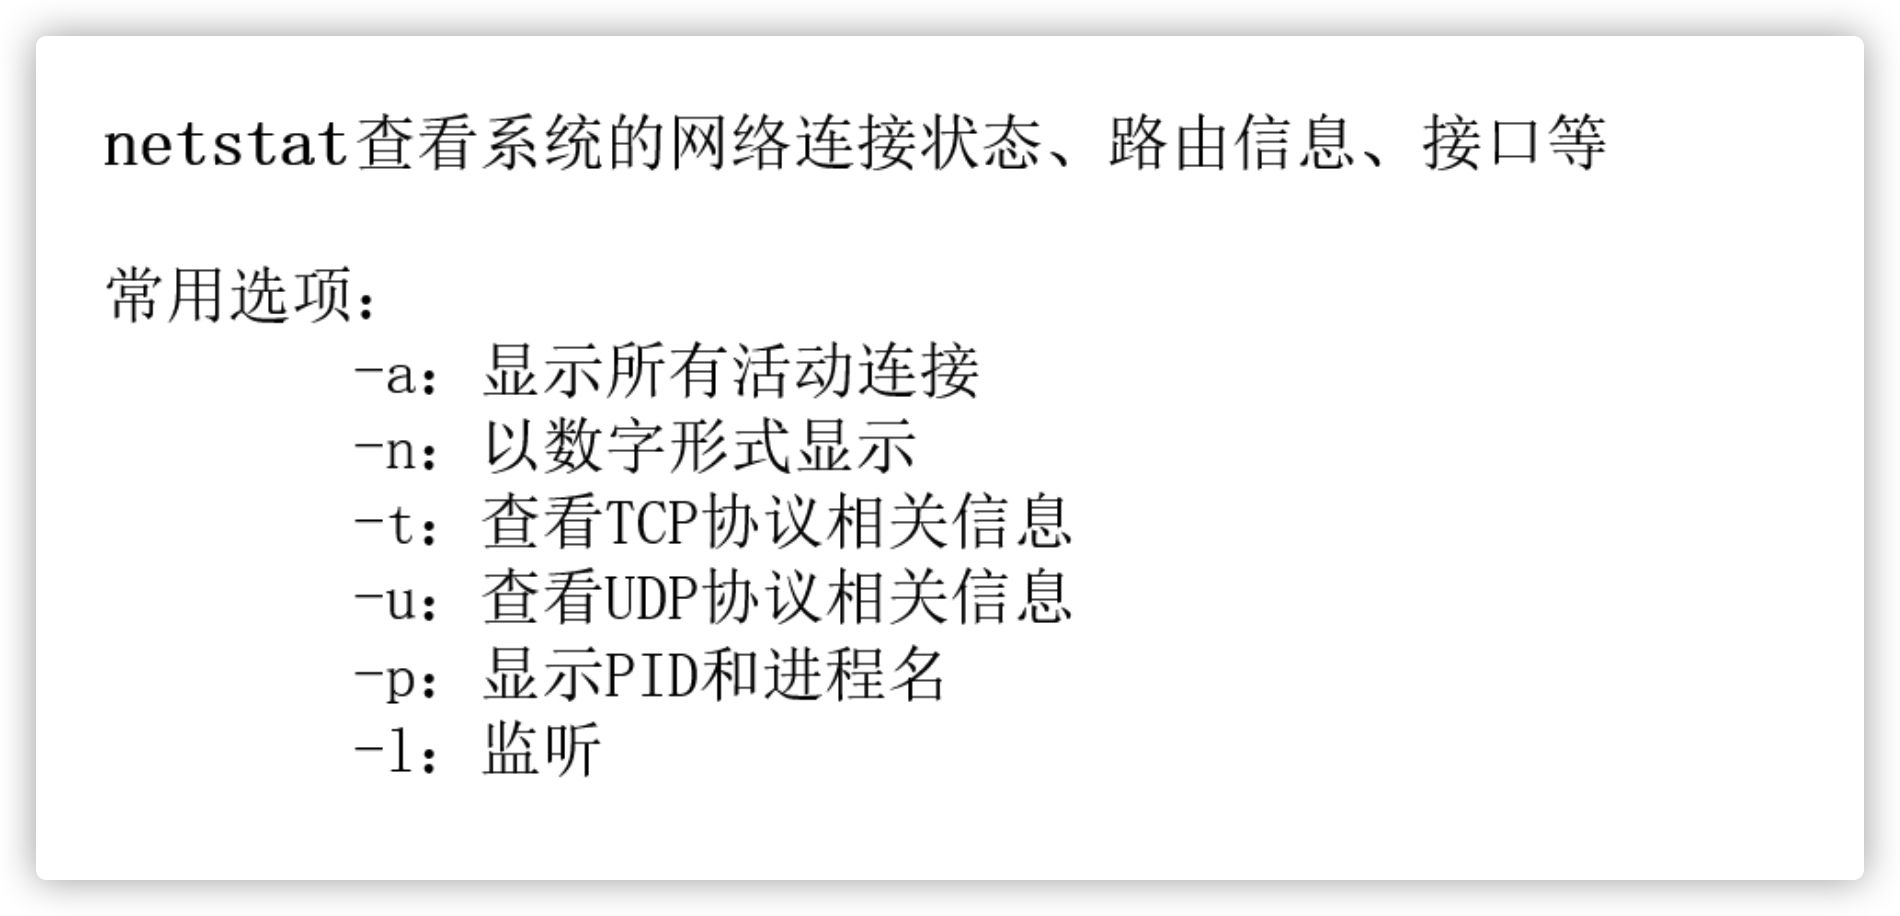 netstat查看系统的网络连接状态、路由信息、接口等
常用选项：
-a：显示所有活动连接
-n：以数字形式显示
-t：查看TCP协议相关信息
-u：查看UDP协议相关信息
-p：显示PID和进程名
-l：监听